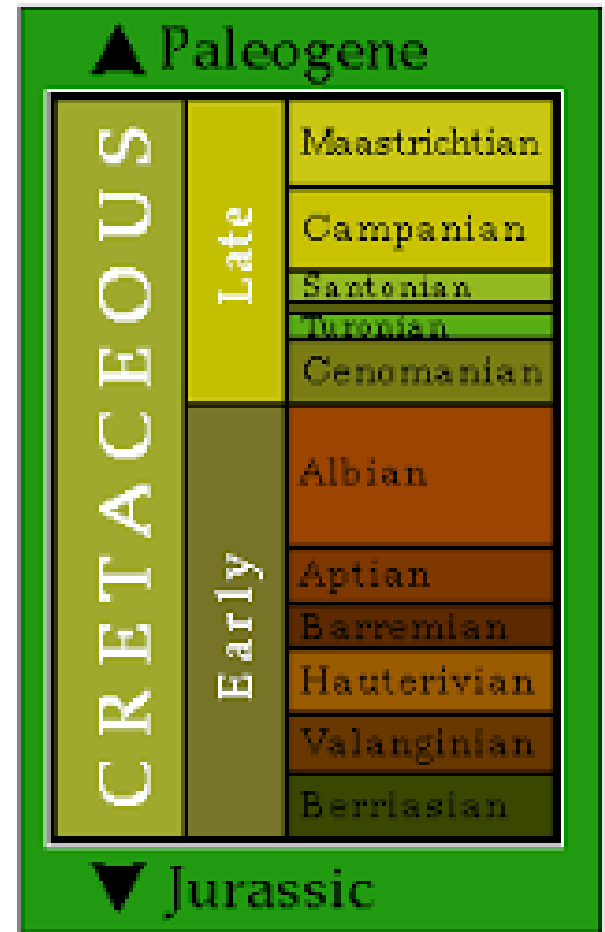 ▲ Paleogene
CRETACEOUS
Late
Maastrichtian
Campanian
Santonian
Turonian
Cenomanian
Early
Albian
Aptian
Barremian
Hauterivian
Valanginian
Berriasian
▼ Jurassic